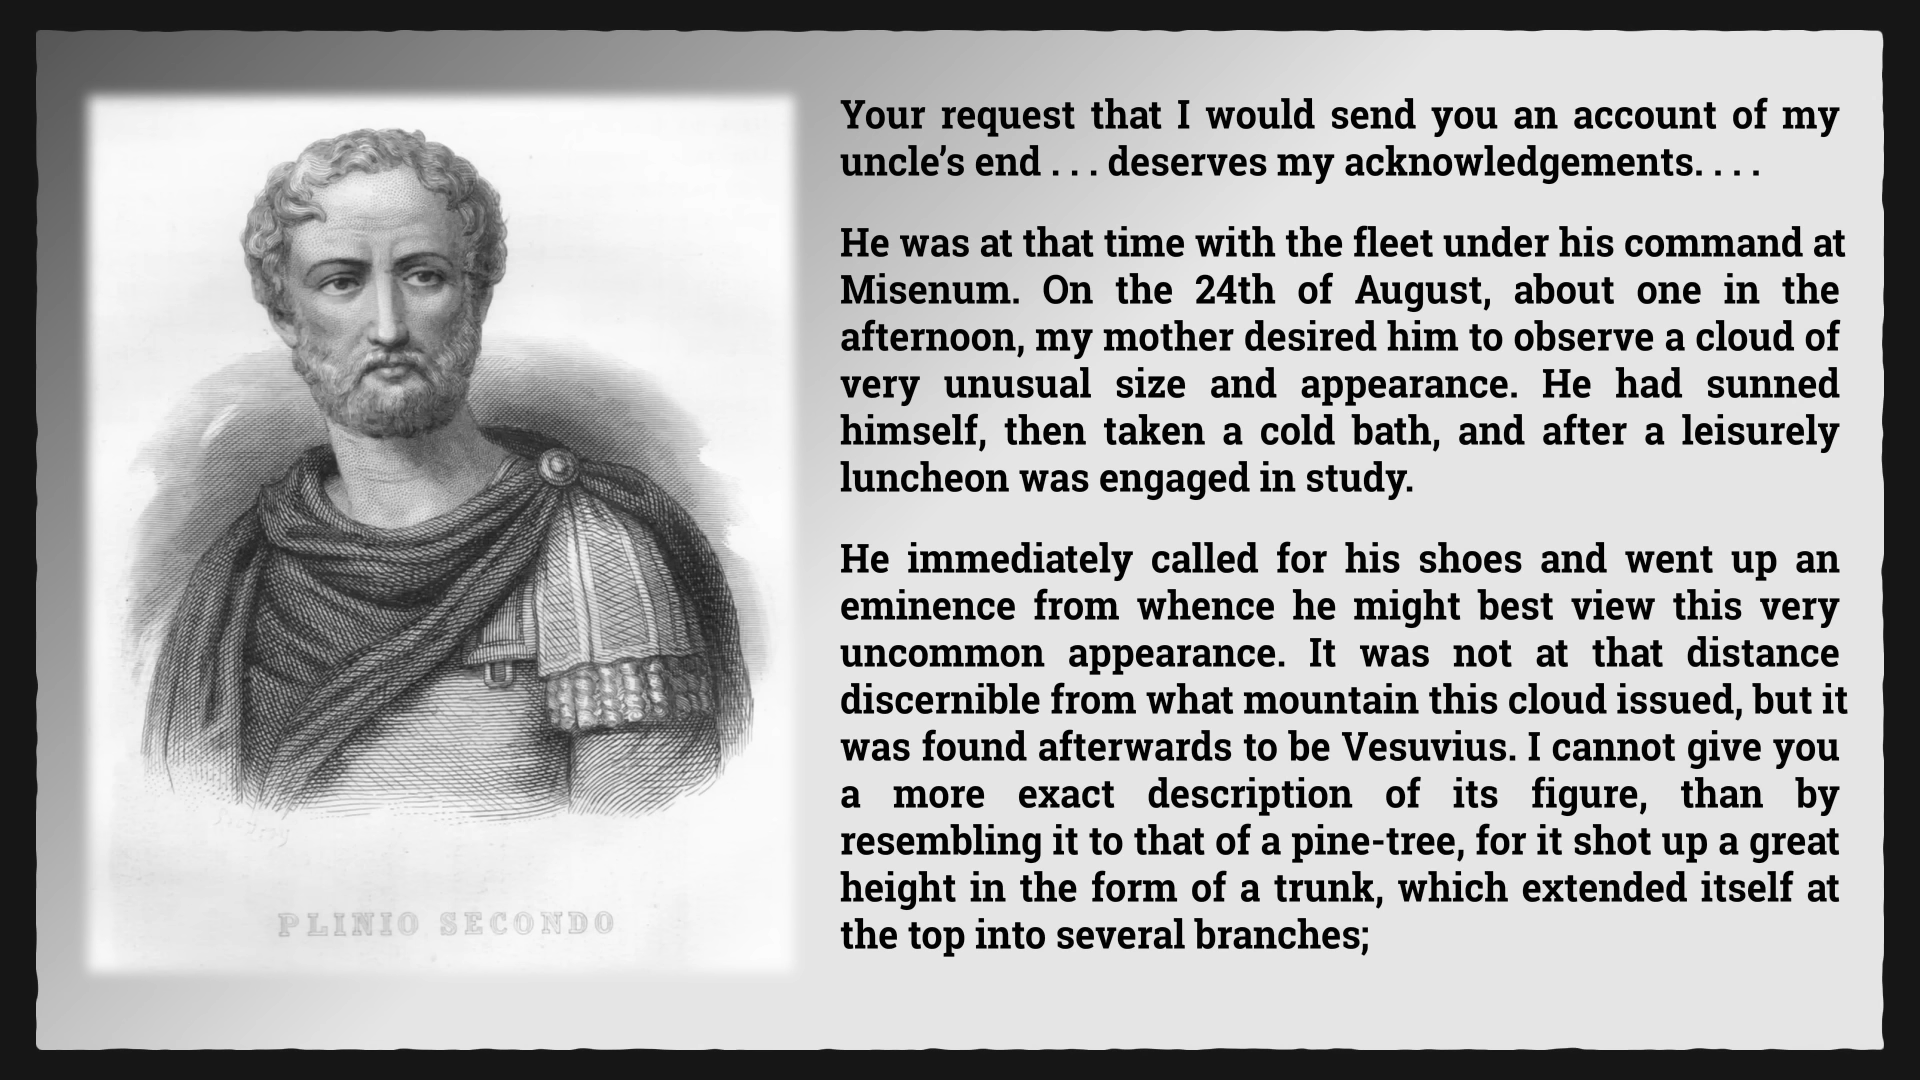 Your request that I would send you an account of my
uncle’s end . . . deserves my acknowledgements. . . .
He was at that time with the fleet under his command at
Misenum. On the 24th of August, about one in the
afternoon, my mother desired him to observe a cloud of
very unusual size and appearance. He had sunned
himself, then taken a cold bath, and after a leisurely
luncheon was engaged in study.
He immediately called for his shoes and went up an
eminence from whence he might best view this very
uncommon appearance. It was not at that distance
discernible from what mountain this cloud issued, but it
was found afterwards to be Vesuvius. I cannot give you
a more exact description of its figure, than by
resembling it to that of a pine-tree, for it shot up a great
height in the form of a trunk, which extended itself at
the top into several branches;
PLINIO SECONDO